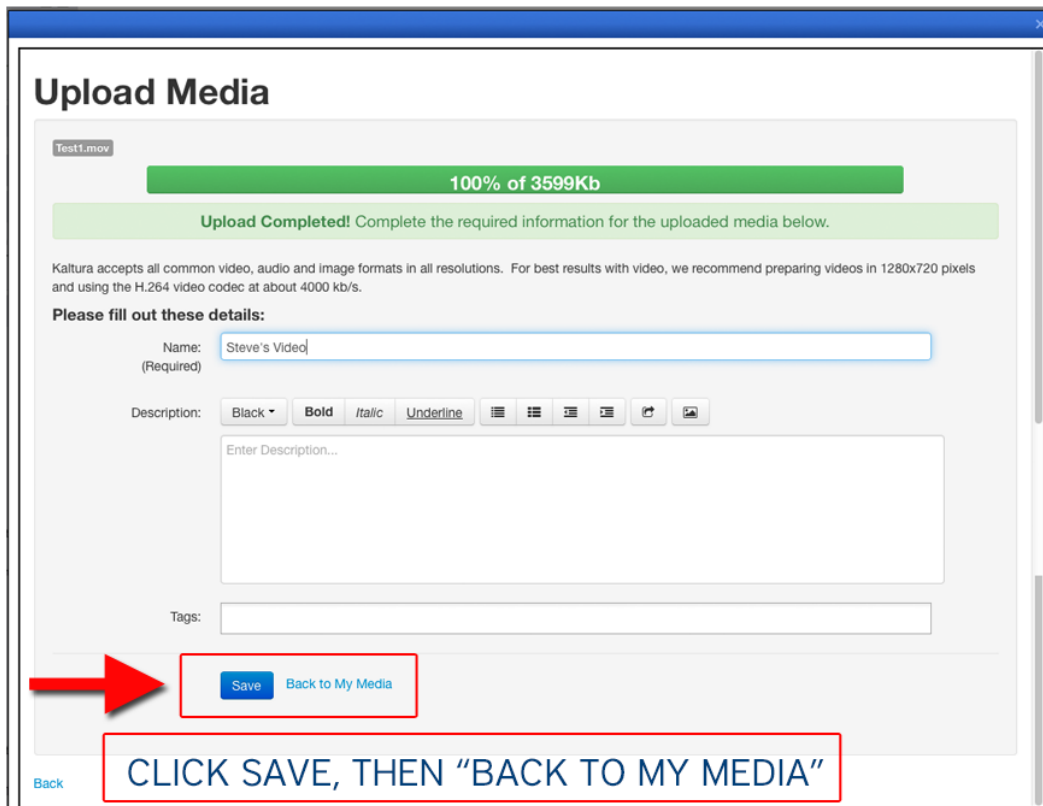 Upload Media
Test1.mov
100% of 3599Kb
Upload Completed! Complete the required information for the uploaded media below.
Kaltura accepts all common video, audio and image formats in all resolutions.  For best results with video, we recommend preparing videos in 1280x720 pixels
and using the H.264 video codec at about 4000 kb/s.
Please fill out these details:
Name: Steve's Video
(Required)
Description: Black Bold Italic Underline
Enter Description...
Tags:
Save Back to My Media
CLICK SAVE, THEN “BACK TO MY MEDIA”
Back